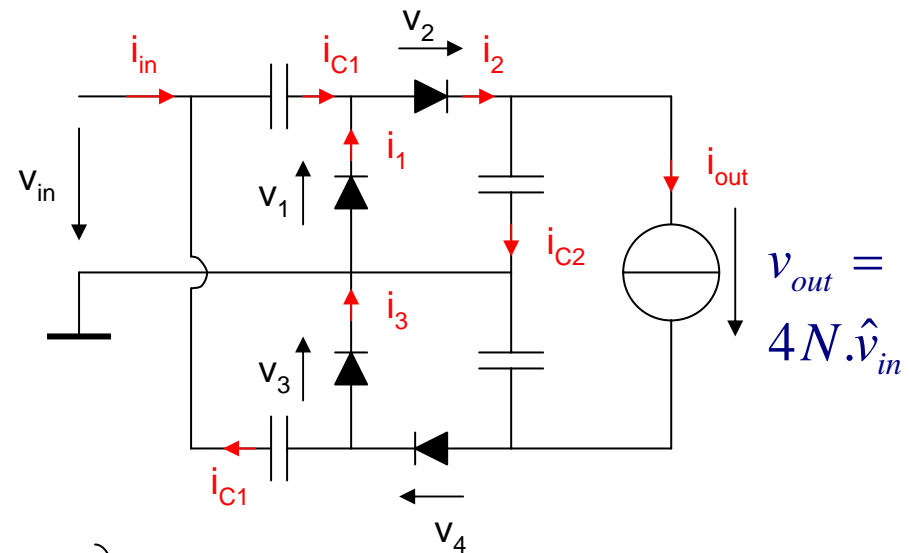 v2
iin
iC1
i2
vin
v1
i1
iout
iC2
vout =
4N.v̂in
i3
v3
iC1
v4